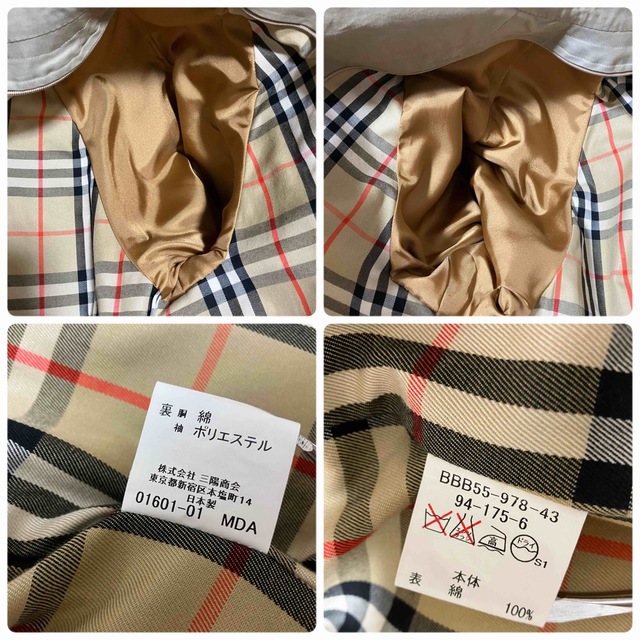 裏 胴 綿
袖 ポリエステル
株式会社 三陽商会
東京都新宿区本塩町14
日本製
01601-01 MDA
BBB55-978-43
94-175-6
高 ドライ
S1
本体
表 綿 100%